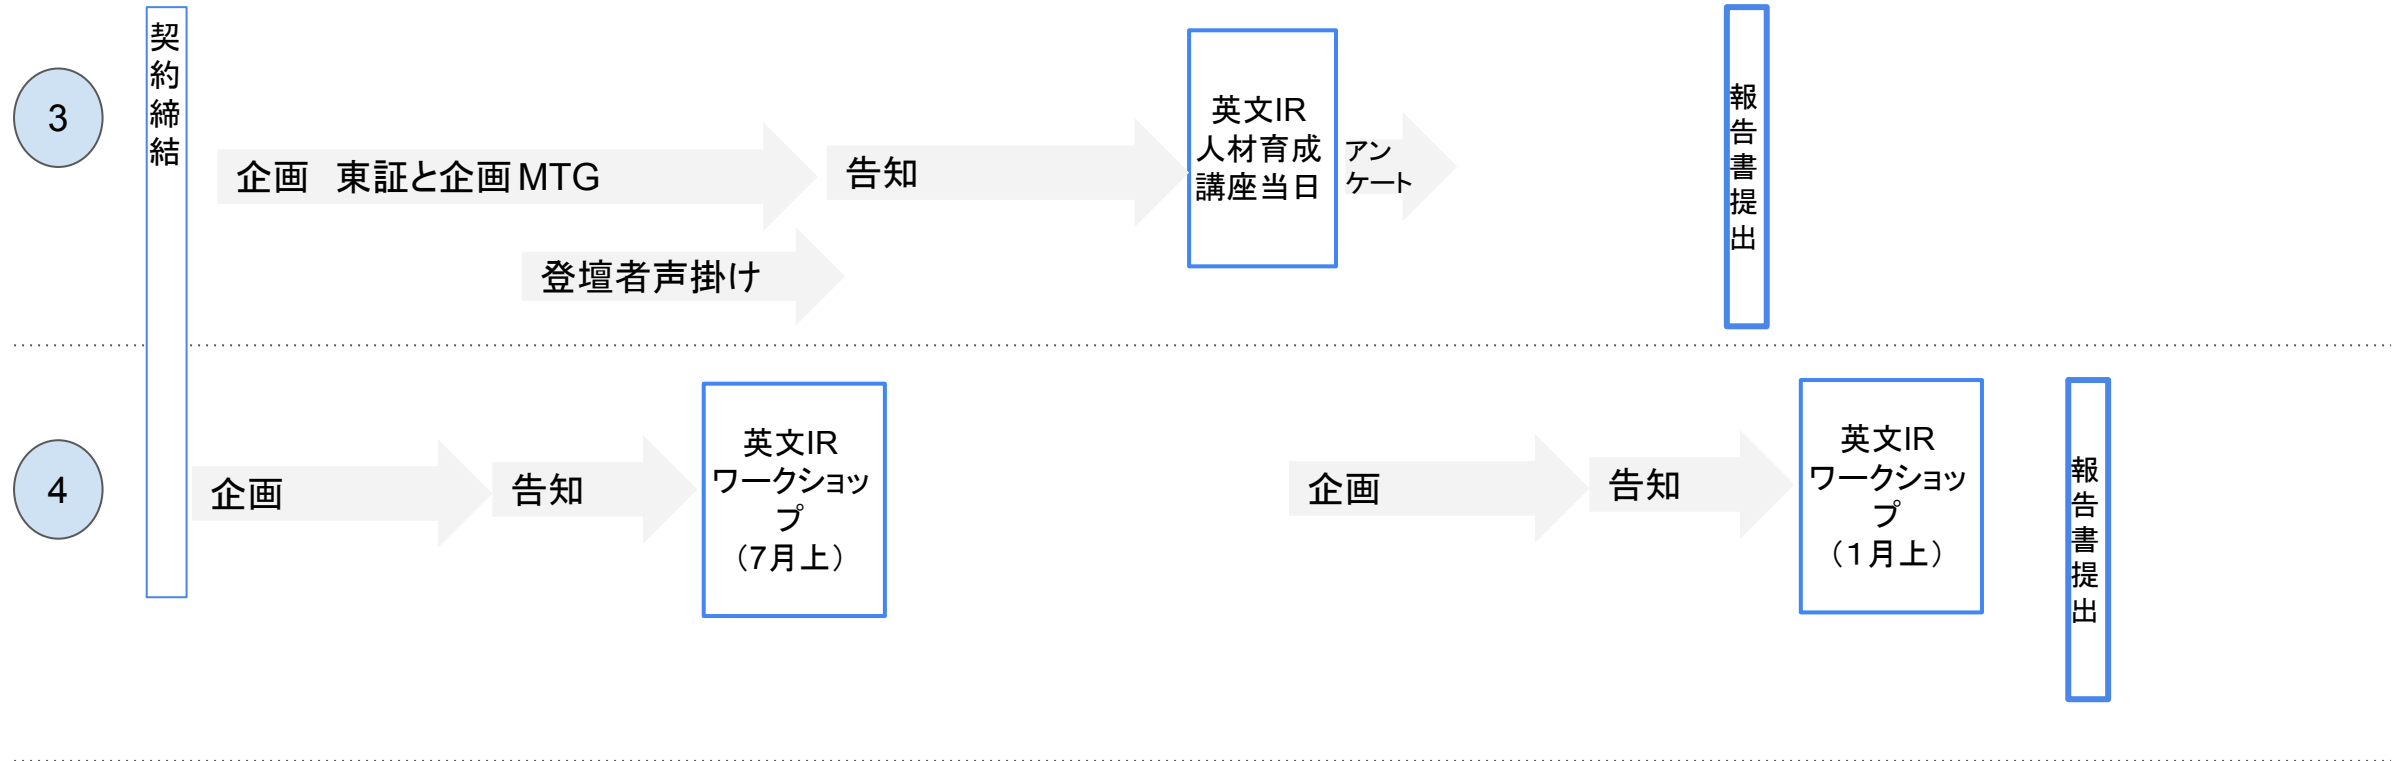 3
契約締結
企画　東証と企画MTG
告知
登壇者声掛け
英文IR
人材育成
講座当日
アン
ケート
報告書提出
4
企画
告知
英文IR
ワークショッ
プ
（7月上）
企画
告知
英文IR
ワークショッ
プ
（１月上）
報告書提出